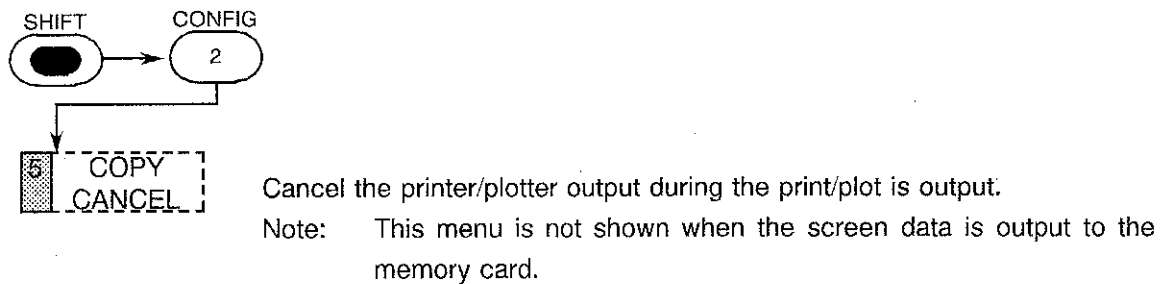 SHIFT CONFIG
2
5 COPY
CANCEL
Cancel the printer/plotter output during the print/plot is output.
Note: This menu is not shown when the screen data is output to the
memory card.